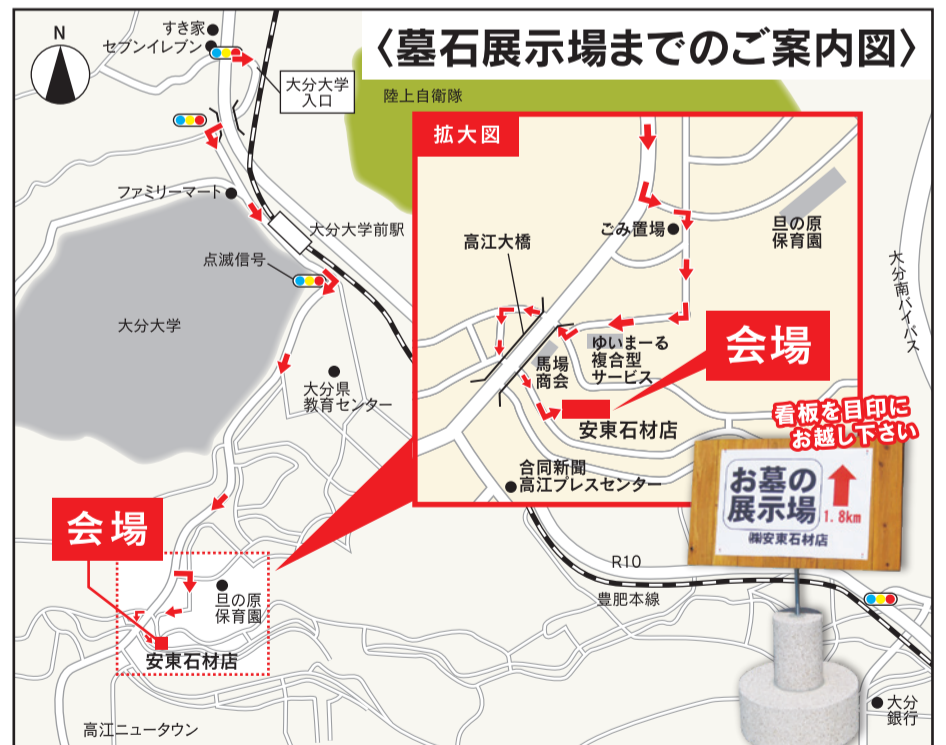 〈墓石展示場までのご案内図〉
N
すき家
セブンイレブン
大分大学
入口
陸上自衛隊
ファミリーマート
大分大学前駅
点滅信号
大分大学
大分県
教育センター
会場
旦の原
保育園
安東石材店
高江ニュータウン
拡大図
ごみ置場
旦の原
保育園
高江大橋
馬場
商会
ゆいまーる
複合型
サービス
会場
安東石材店
合同新聞
高江プレスセンター
大分南バイパス
看板を目印に
お越し下さい
お墓の
展示場
1.8km
㈱安東石材店
R10
豊肥本線
大分
銀行